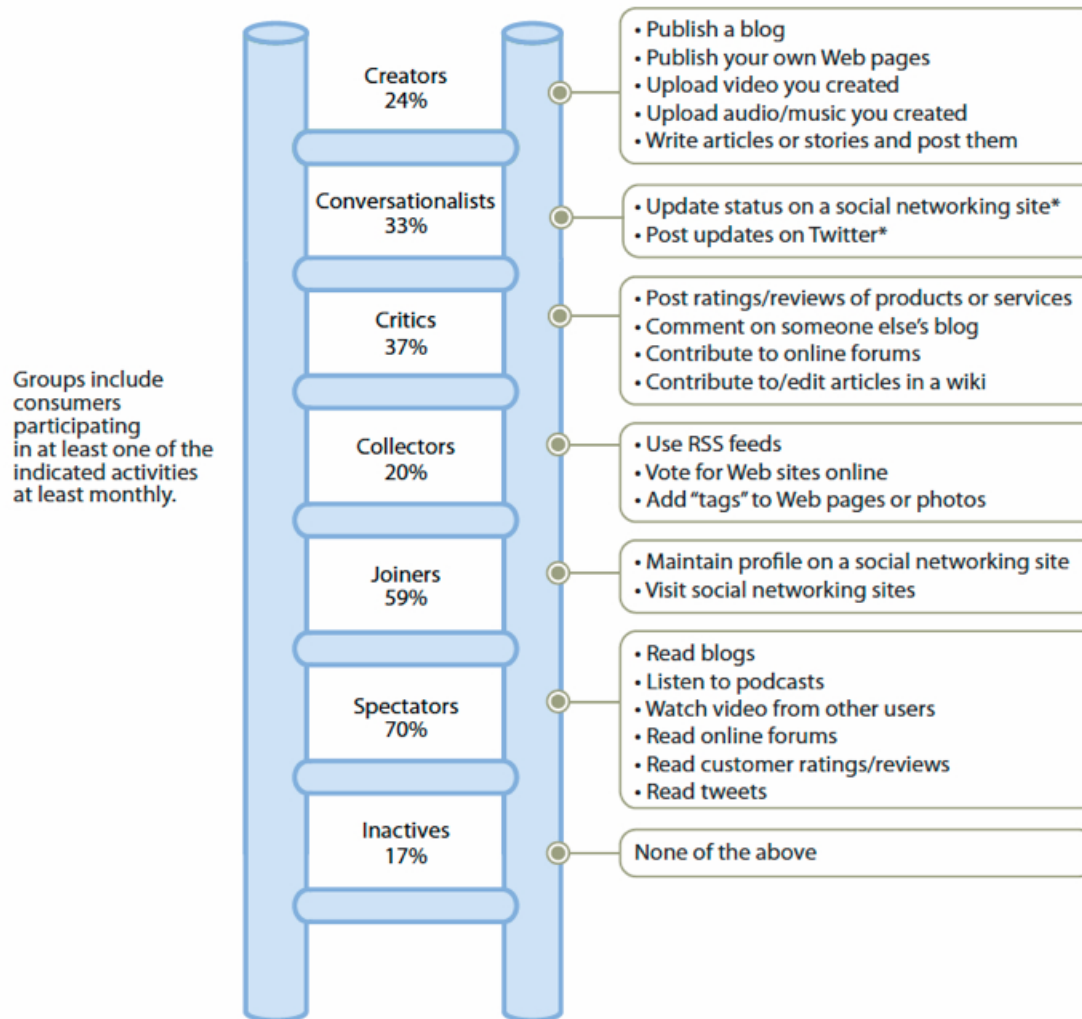 Creators
24%
• Publish a blog
• Publish your own Web pages
• Upload video you created
• Upload audio/music you created
• Write articles or stories and post them
Conversationalists
33%
• Update status on a social networking site*
• Post updates on Twitter*
Critics
37%
• Post ratings/reviews of products or services
• Comment on someone else's blog
• Contribute to online forums
• Contribute to/edit articles in a wiki
Groups include
consumers
participating
in at least one of the
indicated activities
at least monthly.
Collectors
20%
• Use RSS feeds
• Vote for Web sites online
• Add “tags” to Web pages or photos
Joiners
59%
• Maintain profile on a social networking site
• Visit social networking sites
Spectators
70%
• Read blogs
• Listen to podcasts
• Watch video from other users
• Read online forums
• Read customer ratings/reviews
• Read tweets
Inactives
17%
None of the above